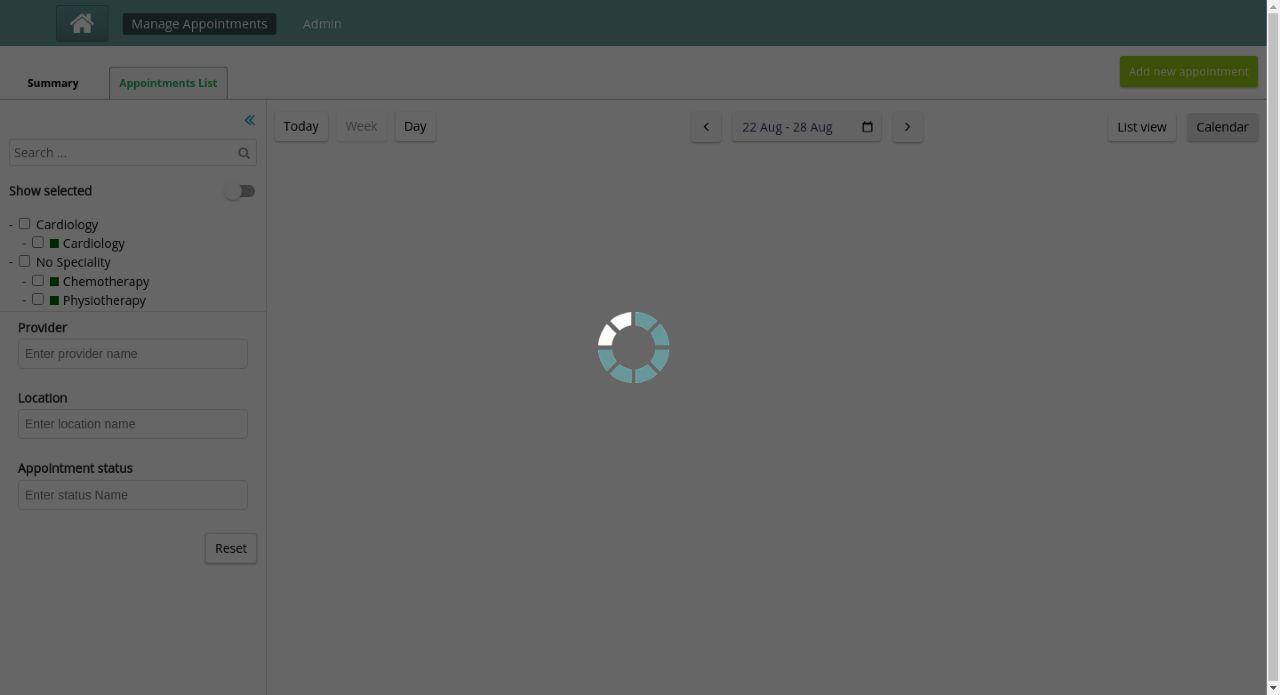 Manage Appointments
Admin
Summary
Appointments List
Add new appointment
Today
Week
Day
22 Aug - 28 Aug
List view
Calendar
Search ...
Show selected
- Cardiology
- Cardiology
- No Speciality
- Chemotherapy
- Physiotherapy
Provider
Enter provider name
Location
Enter location name
Appointment status
Enter status Name
Reset